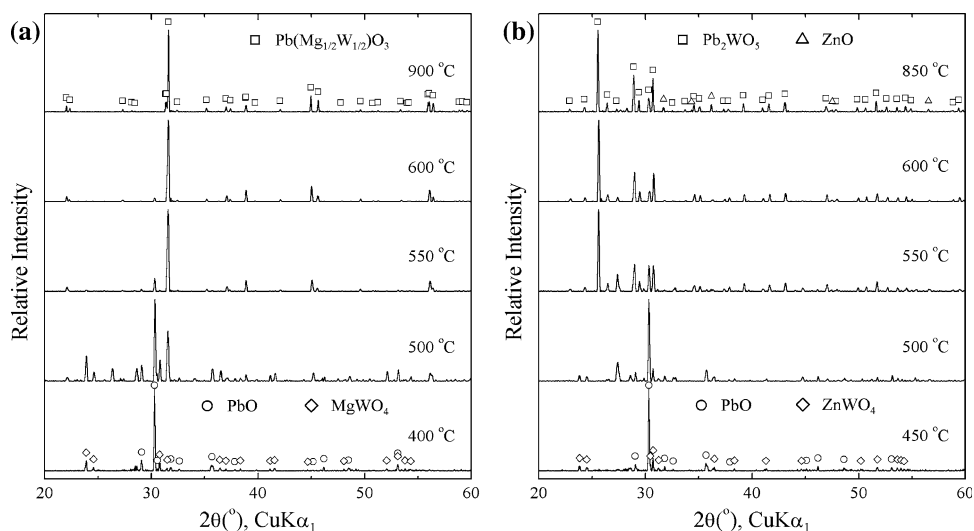 (a)
□ Pb(Mg1/2W1/2)O3
900 °C
600 °C
550 °C
500 °C
○ PbO ◇ MgWO4
400 °C
Relative Intensity
20 30 40 50 60
2θ(°), CuKα1
(b)
□ Pb2WO5 △ ZnO
850 °C
600 °C
550 °C
500 °C
○ PbO ◇ ZnWO4
450 °C
Relative Intensity
20 30 40 50 60
2θ(°), CuKα1